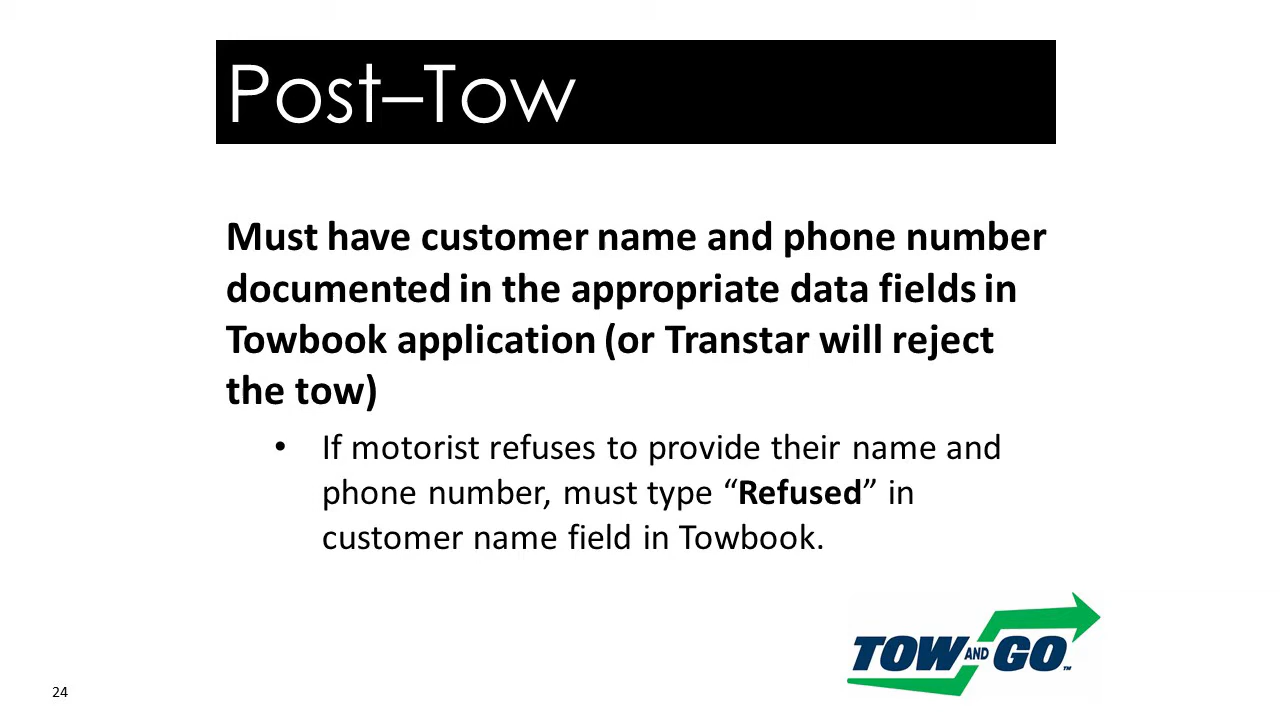 Post–Tow
Must have customer name and phone number
documented in the appropriate data fields in
Towbook application (or Transtar will reject
the tow)
• If motorist refuses to provide their name and
phone number, must type “Refused” in
customer name field in Towbook.
TOW AND GO™
24